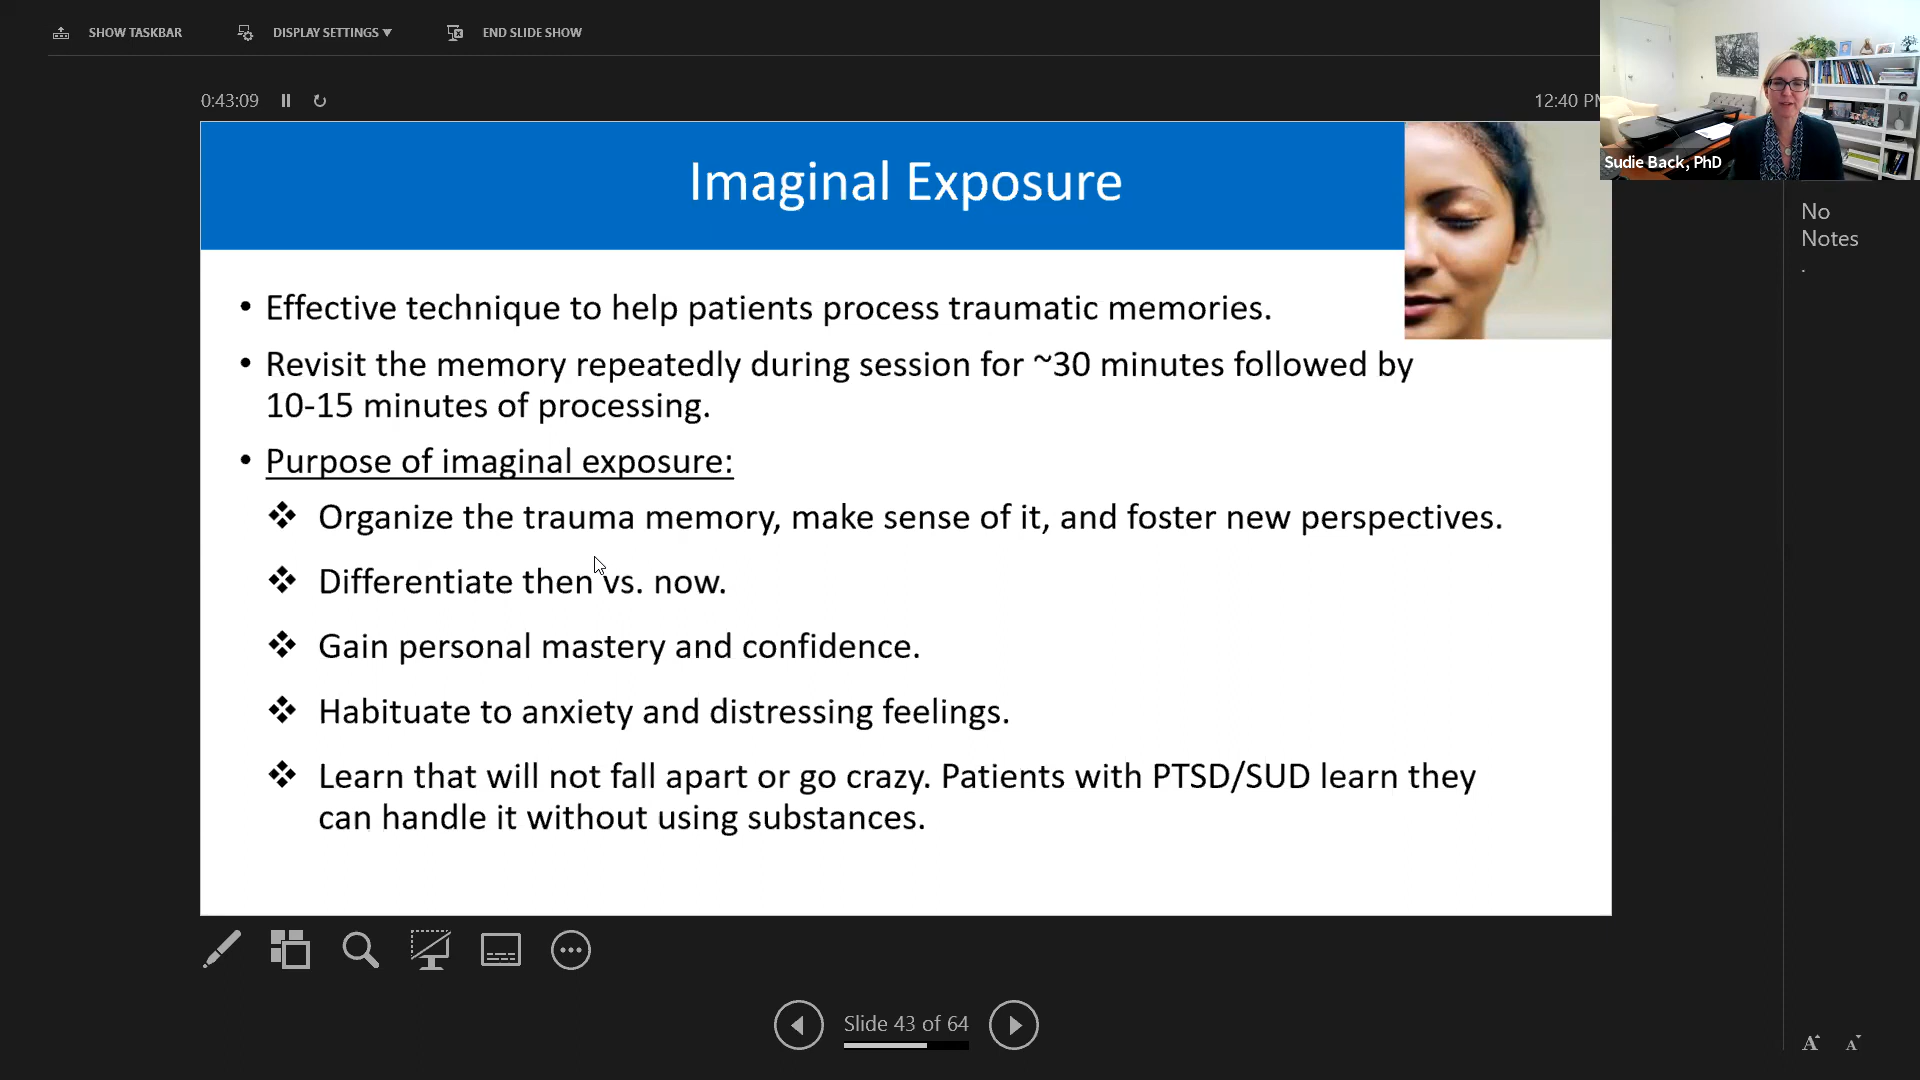 SHOW TASKBAR
DISPLAY SETTINGS
END SLIDE SHOW
0:43:09
12:40
Sudie Back, PhD
No
Notes
.
Imaginal Exposure
• Effective technique to help patients process traumatic memories.
• Revisit the memory repeatedly during session for ~30 minutes followed by
10-15 minutes of processing.
• Purpose of imaginal exposure:
❖ Organize the trauma memory, make sense of it, and foster new perspectives.
❖ Differentiate then vs. now.
❖ Gain personal mastery and confidence.
❖ Habituate to anxiety and distressing feelings.
❖ Learn that will not fall apart or go crazy. Patients with PTSD/SUD learn they
can handle it without using substances.
Slide 43 of 64
A A